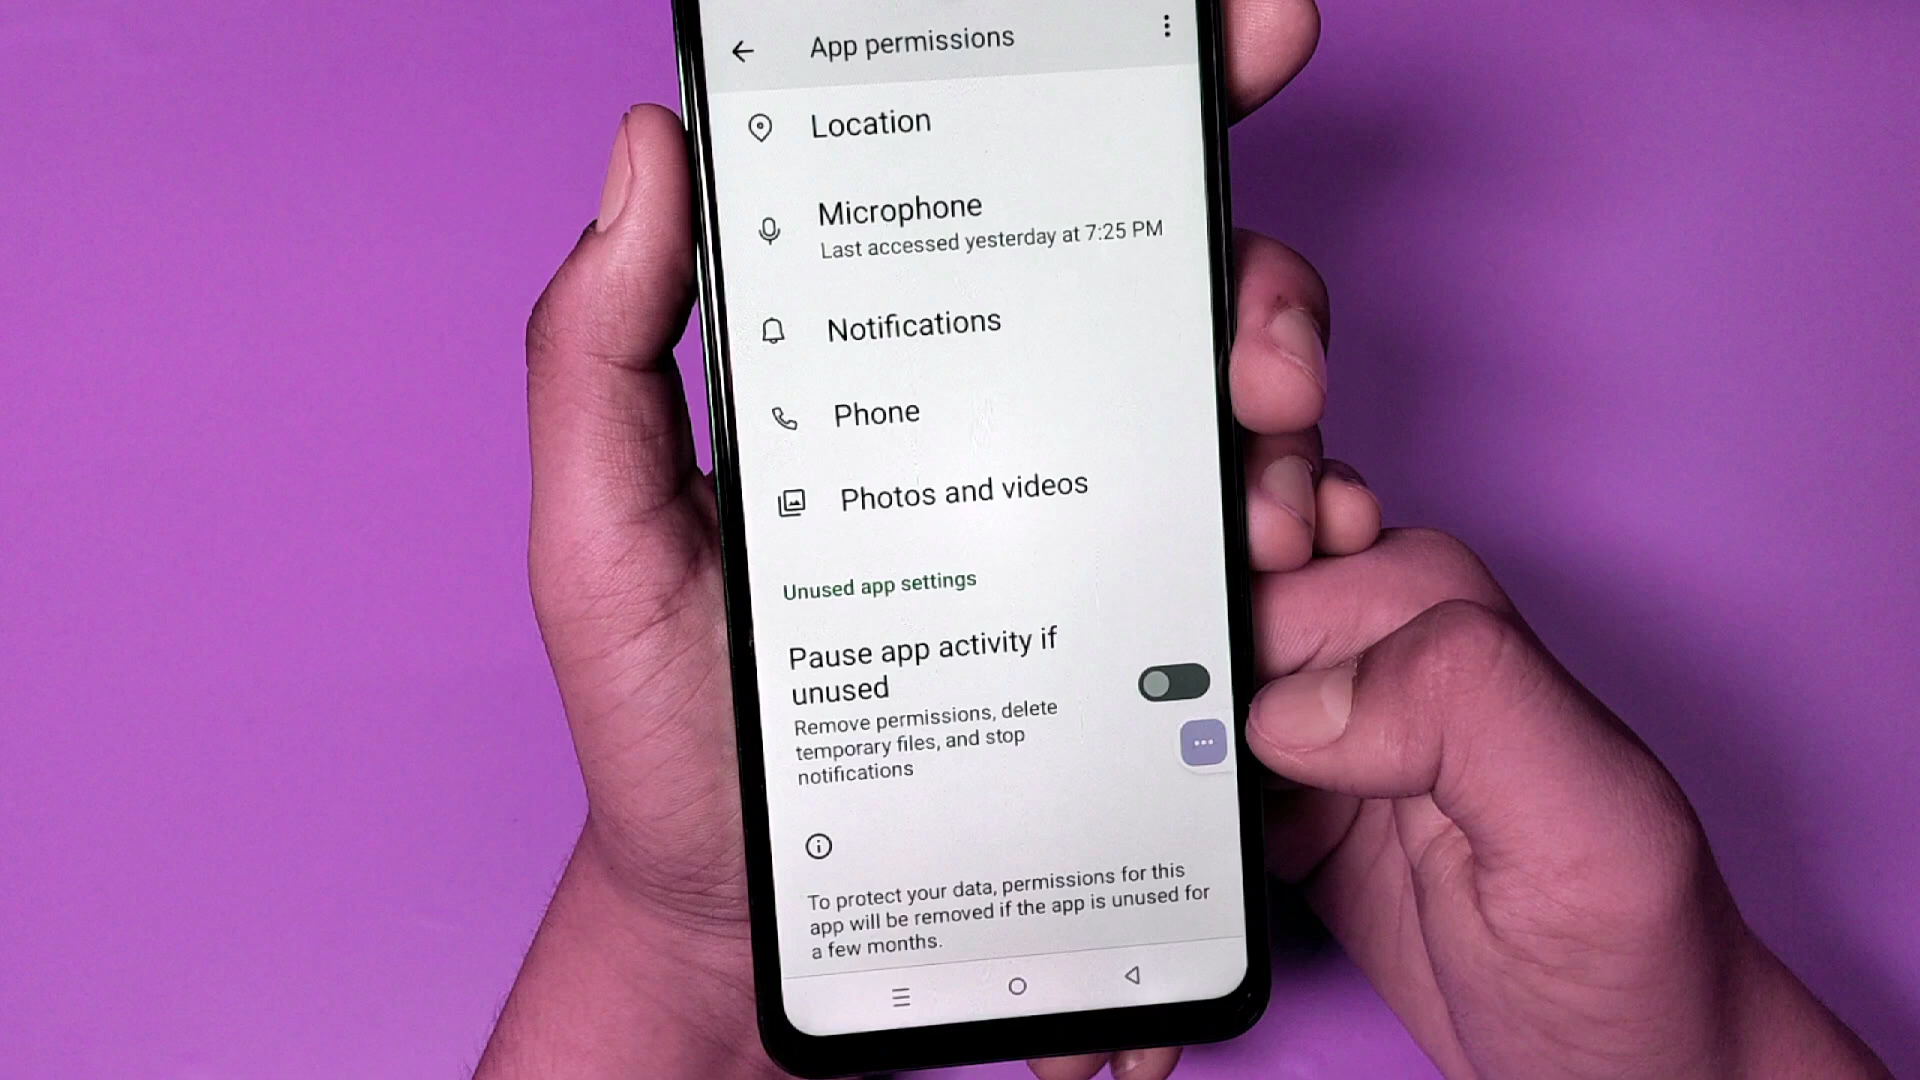 App permissions
Location
Microphone
Last accessed yesterday at 7:25 PM
Notifications
Phone
Photos and videos
Unused app settings
Pause app activity if
unused
Remove permissions, delete
temporary files, and stop
notifications
To protect your data, permissions for this
app will be removed if the app is unused for
a few months.